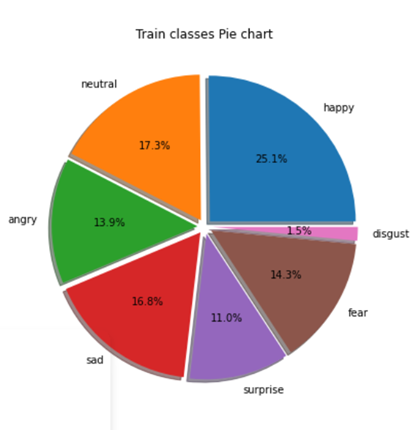 Train classes Pie chart
neutral
happy
17.3%
25.1%
angry
13.9%
1.5%
disgust
14.3%
16.8%
11.0%
fear
sad
surprise